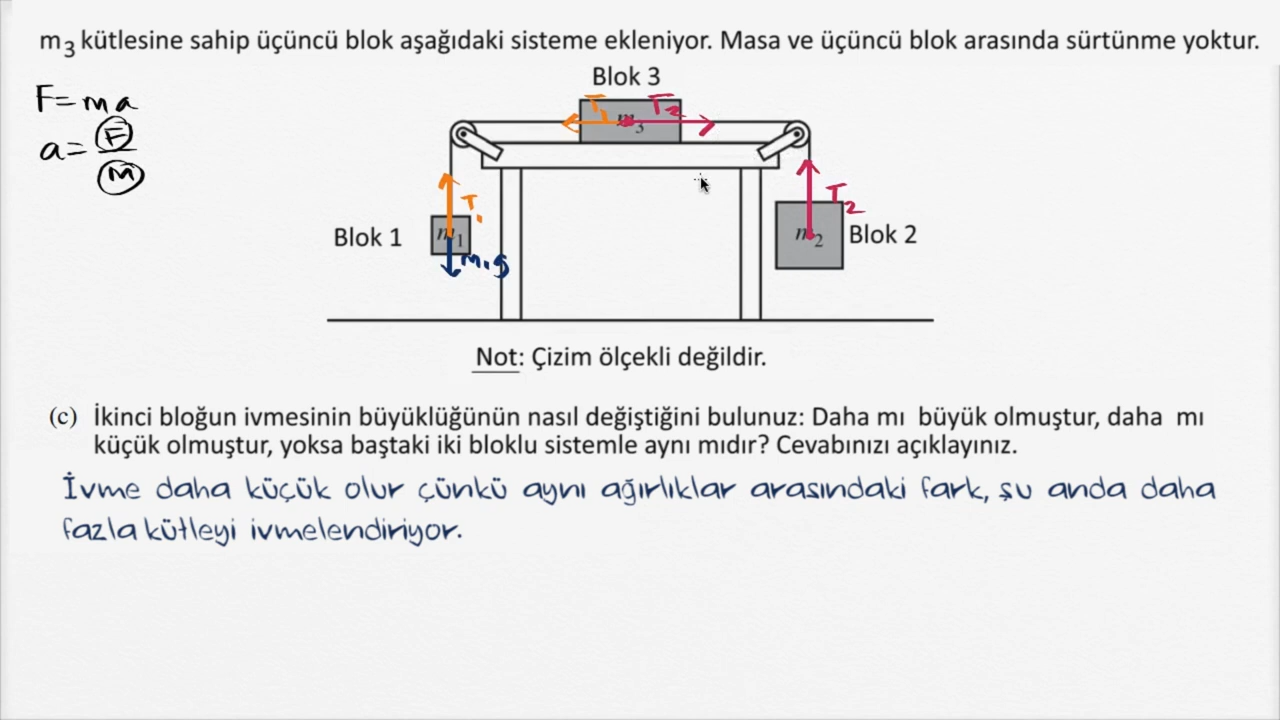 m3 kütlesine sahip üçüncü blok aşağıdaki sisteme ekleniyor. Masa ve üçüncü blok arasında sürtünme yoktur.
F=ma
a=F/M
Blok 3
T1 T2
m3
T1
T2
Blok 1
m1
m2
Blok 2
m1g
Not: Çizim ölçekli değildir.
(c) İkinci bloğun ivmesinin büyüklüğünün nasıl değiştiğini bulunuz: Daha mı büyük olmuştur, daha mı
küçük olmuştur, yoksa baştaki iki bloklu sistemle aynı mıdır? Cevabınızı açıklayınız.
İvme daha küçük olur çünkü aynı ağırlıklar arasındaki fark, şu anda daha
fazla kütleyi ivmelendiriyor.